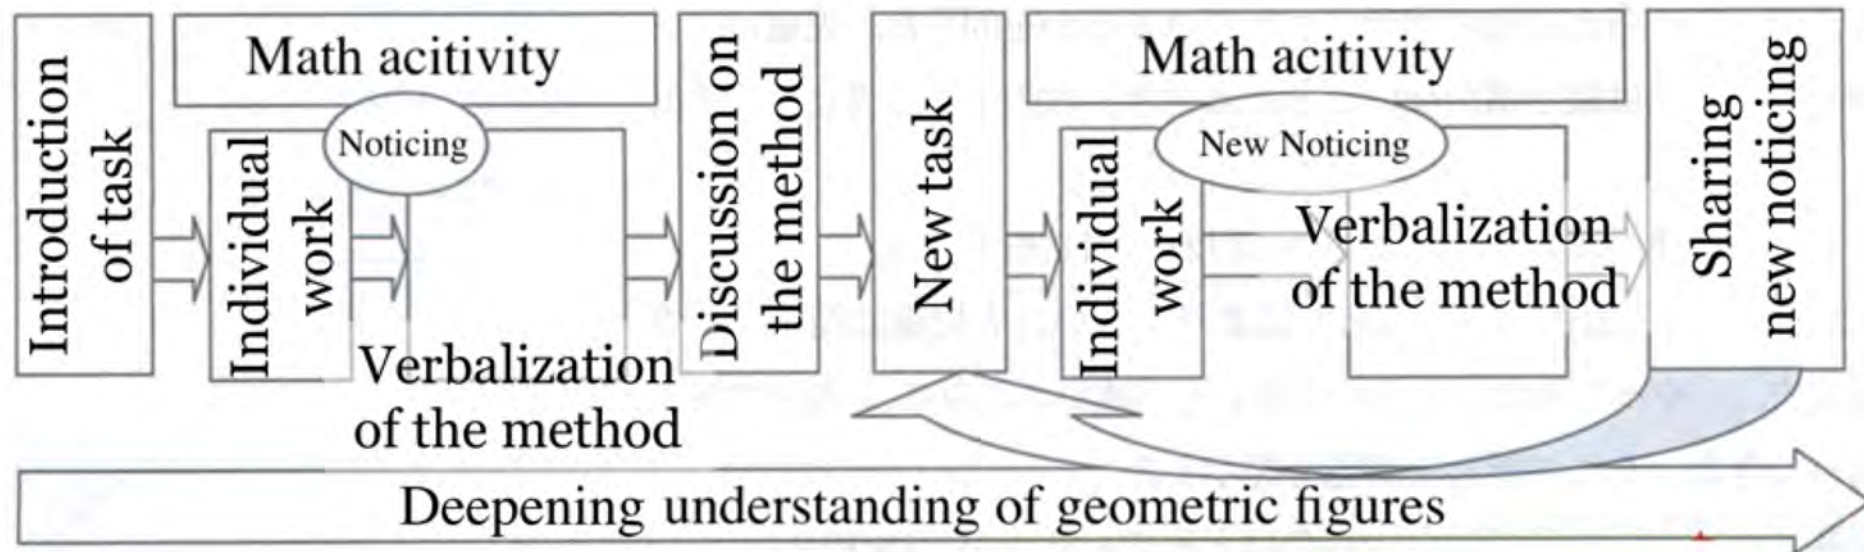 Introduction
of task
Math acitivity
Noticing
Individual
work
Verbalization
of the method
Discussion on
the method
New task
Math acitivity
New Noticing
Individual
work
Verbalization
of the method
Sharing
new noticing
Deepening understanding of geometric figures